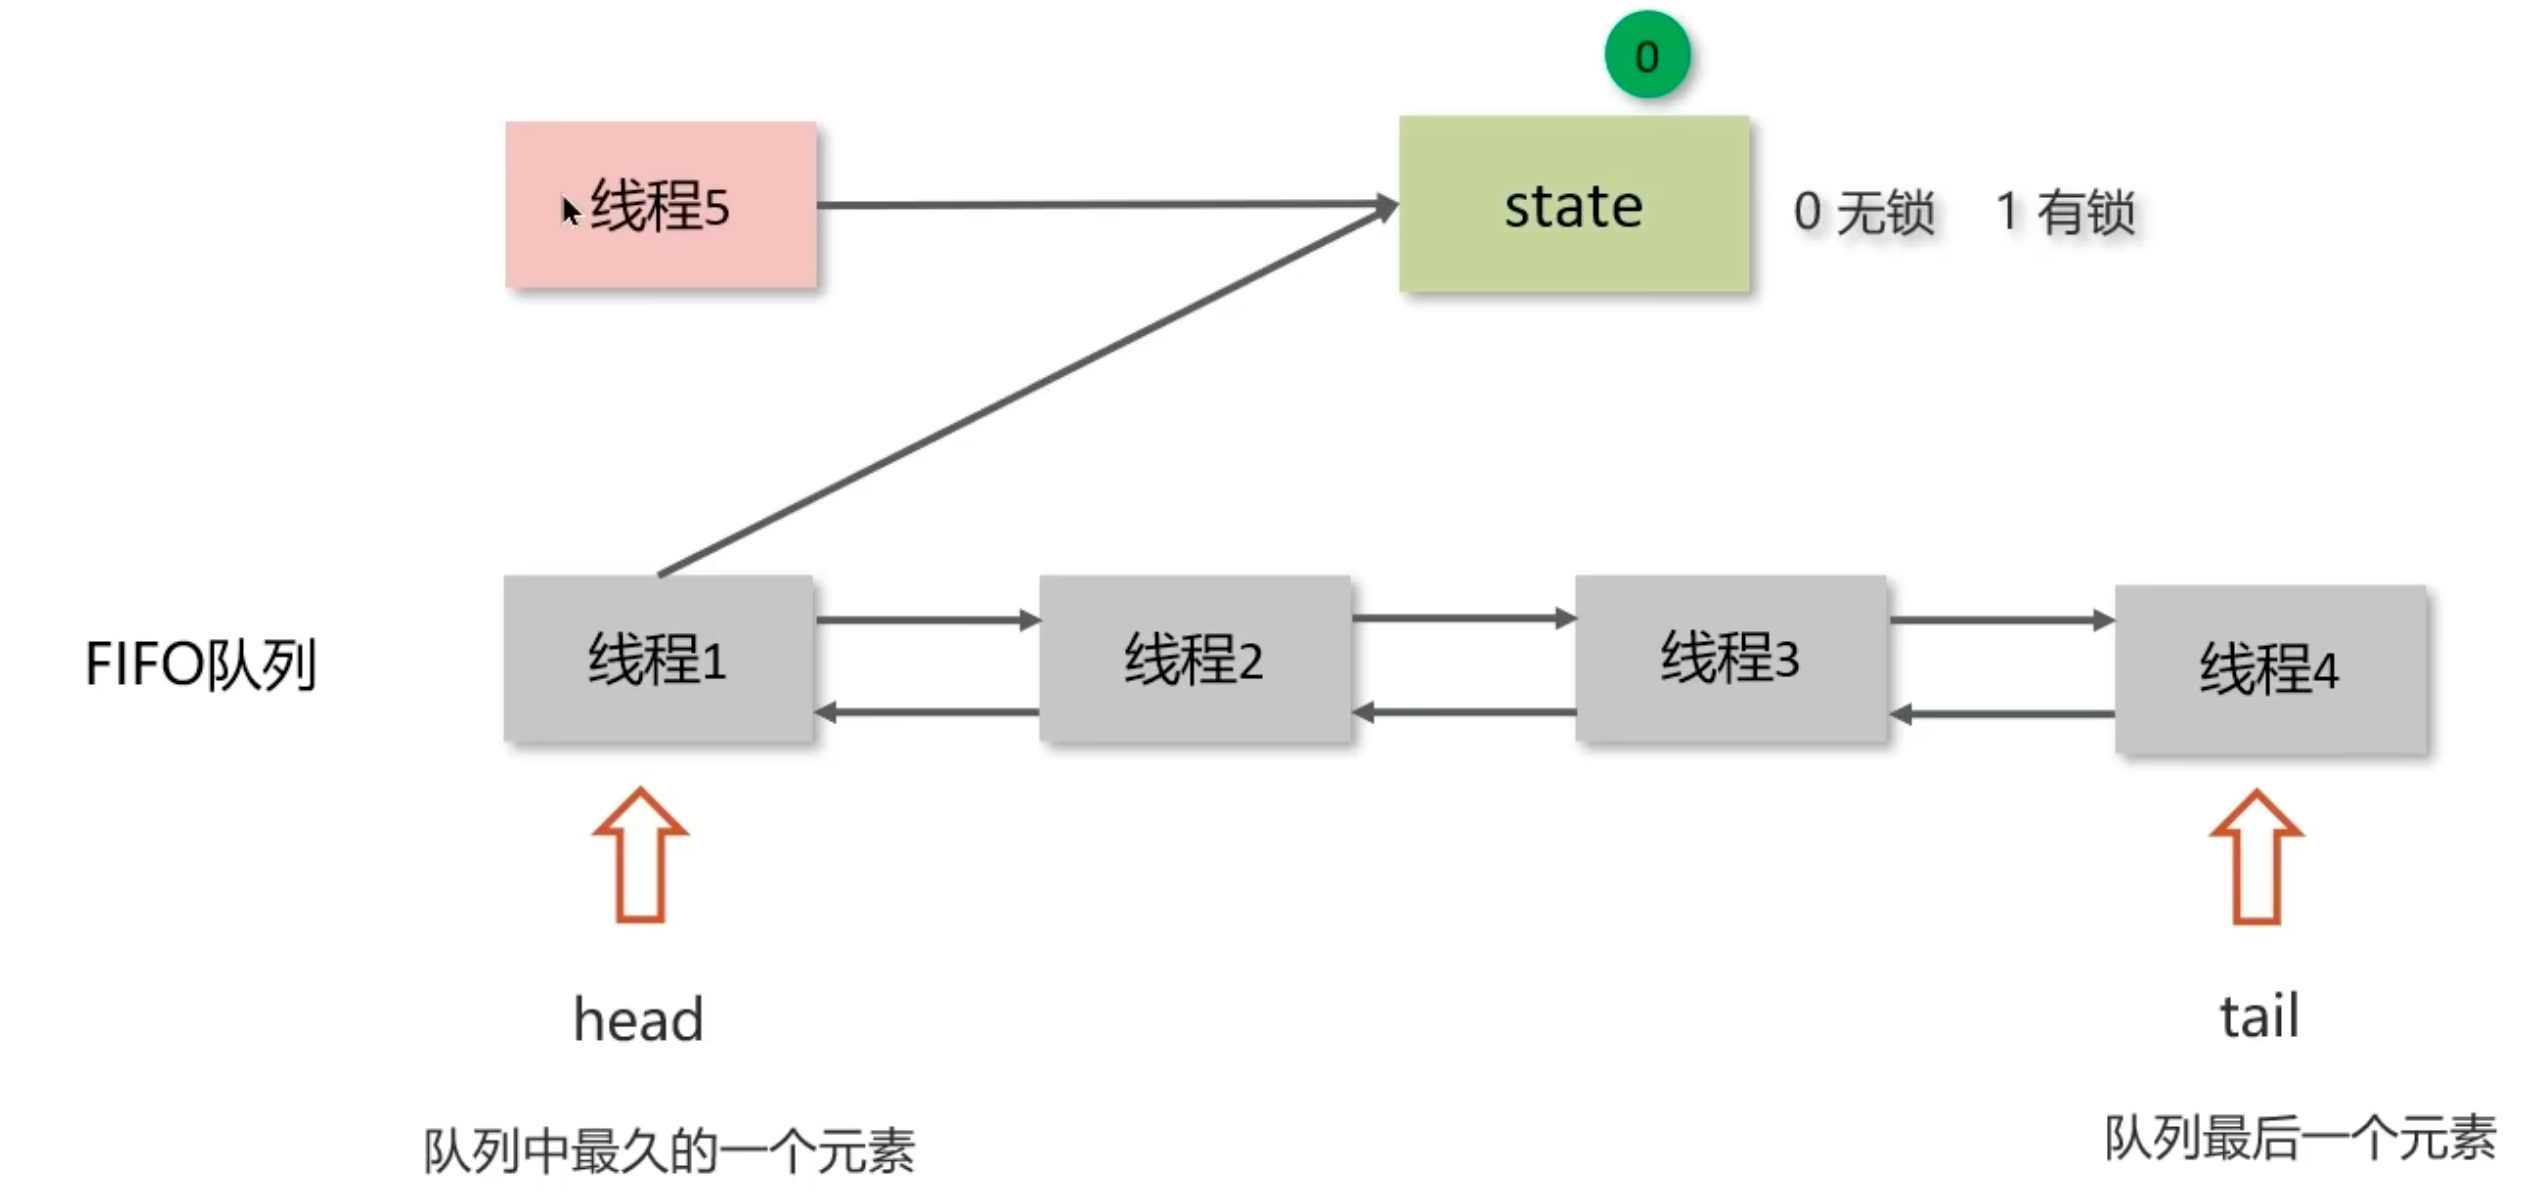 0
线程5
state
0 无锁 1 有锁
FIFO队列
线程1
线程2
线程3
线程4
head
tail
队列中最久的一个元素
队列最后一个元素